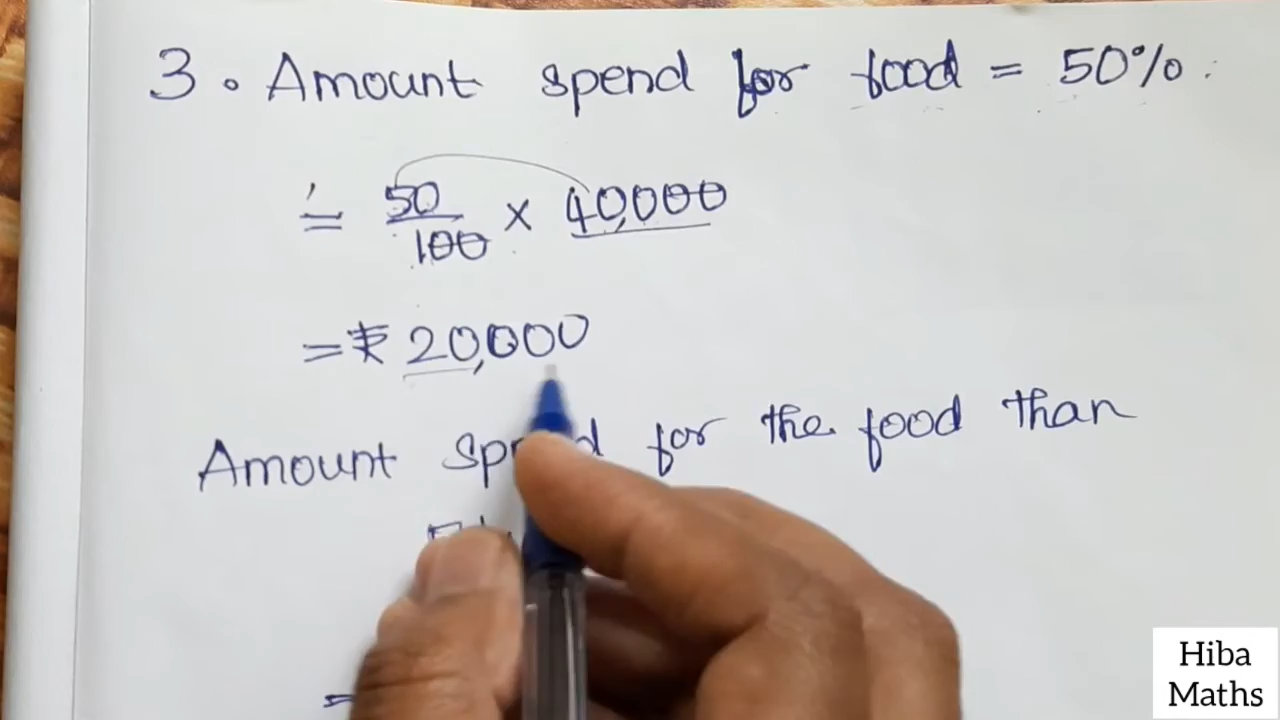 3. Amount spend for food = 50%.
= 50/100 × 40,000
= ₹ 20,000
Amount for the food than
Hiba
Maths